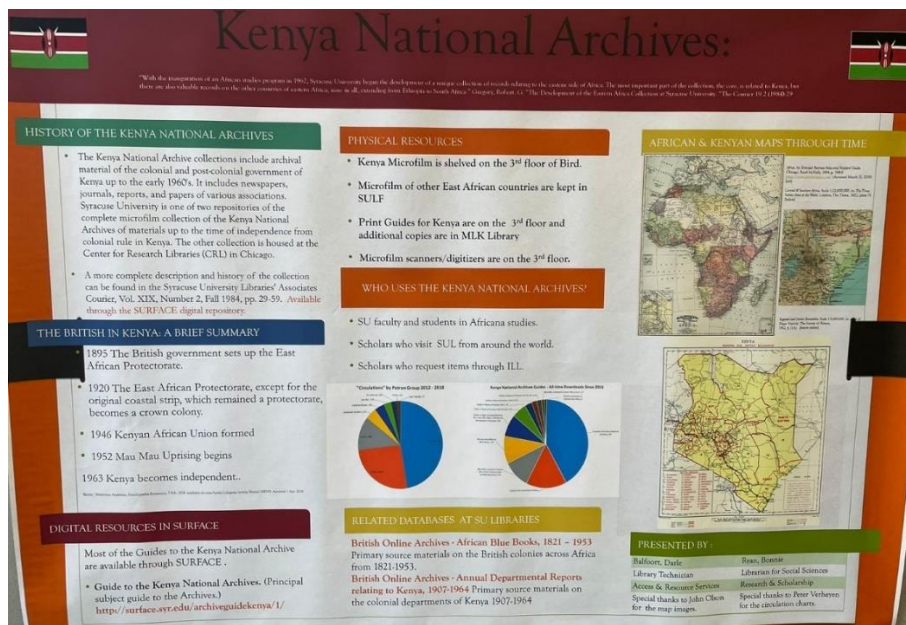 Kenya National Archives:
"With the inauguration of an African studies program in 1962, Syracuse University began the development of a unique collection of records relating to the eastern side of Africa. The most important part of the collection, the core, is related to Kenya, but
there are also valuable records on the other countries of eastern Africa, nine in all, extending from Ethiopia to South Africa." Gregory, Robert. G. "The Development of the Eastern Africa Collection at Syracuse University. "The Courier 19.2 (1984):29
HISTORY OF THE KENYA NATIONAL ARCHIVES
• The Kenya National Archive collections include archival
material of the colonial and post-colonial government of
Kenya up to the early 1960's. It includes newspapers,
journals, reports, and papers of various associations.
Syracuse University is one of two repositories of the
complete microfilm collection of the Kenya National
Archives of materials up to the time of independence from
colonial rule in Kenya. The other collection is housed at the
Center for Research Libraries (CRL) in Chicago.
• A more complete description and history of the collection
can be found in the Syracuse University Libraries' Associates
Courier, Vol. XIX, Number 2, Fall 1984, pp. 29-59. Available
through the SURFACE digital repository.
THE BRITISH IN KENYA: A BRIEF SUMMARY
• 1895 The British government sets up the East
African Protectorate.
• 1920 The East African Protectorate, except for the
original coastal strip, which remained a protectorate,
becomes a crown colony.
• 1946 Kenyan African Union formed
• 1952 Mau Mau Uprising begins
1963 Kenya becomes independent..
DIGITAL RESOURCES IN SURFACE
Most of the Guides to the Kenya National Archive
are available through SURFACE .
• Guide to the Kenya National Archives. (Principal
subject guide to the Archives.)
http://surface.syr.edu/archiveguidekenya/1/
PHYSICAL RESOURCES
• Kenya Microfilm is shelved on the 3rd floor of Bird.
• Microfilm of other East African countries are kept in
SULF
• Print Guides for Kenya are on the 3rd floor and
additional copies are in MLK Library
• Microfilm scanners/digitizers are on the 3rd floor.
WHO USES THE KENYA NATIONAL ARCHIVES?
• SU faculty and students in Africana studies.
• Scholars who visit SUL from around the world.
• Scholars who request items through ILL.
"Circulations" by Patron Group 2012 - 2018
Kenya National Archives Guides - All-time Downloads Since 2011
RELATED DATABASES AT SU LIBRARIES
British Online Archives - African Blue Books, 1821 – 1953
Primary source materials on the British colonies across Africa
from 1821-1953.
British Online Archives - Annual Departmental Reports
relating to Kenya, 1907-1964 Primary source materials on
the colonial departments of Kenya 1907-1964
AFRICAN & KENYAN MAPS THROUGH TIME
KENYA
PRESENTED BY :
Balfoort, Darle
Ryan, Bonnie
Library Technician
Librarian for Social Sciences
Access & Resource Services
Research & Scholarship
Special thanks to John Olson
for the map images.
Special thanks to Peter Verheyen
for the circulation charts.